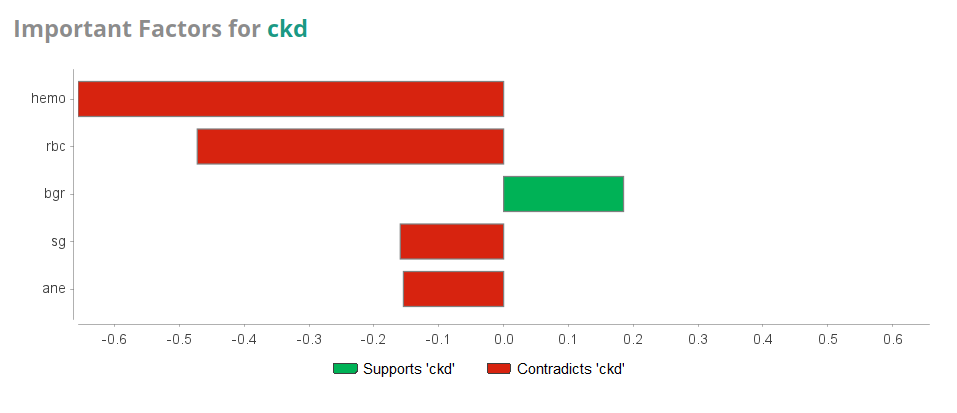 Important Factors for ckd
hemo
rbc
bgr
sg
ane
-0.6 -0.5 -0.4 -0.3 -0.2 -0.1 0.0 0.1 0.2 0.3 0.4 0.5 0.6
Supports 'ckd' Contradicts 'ckd'